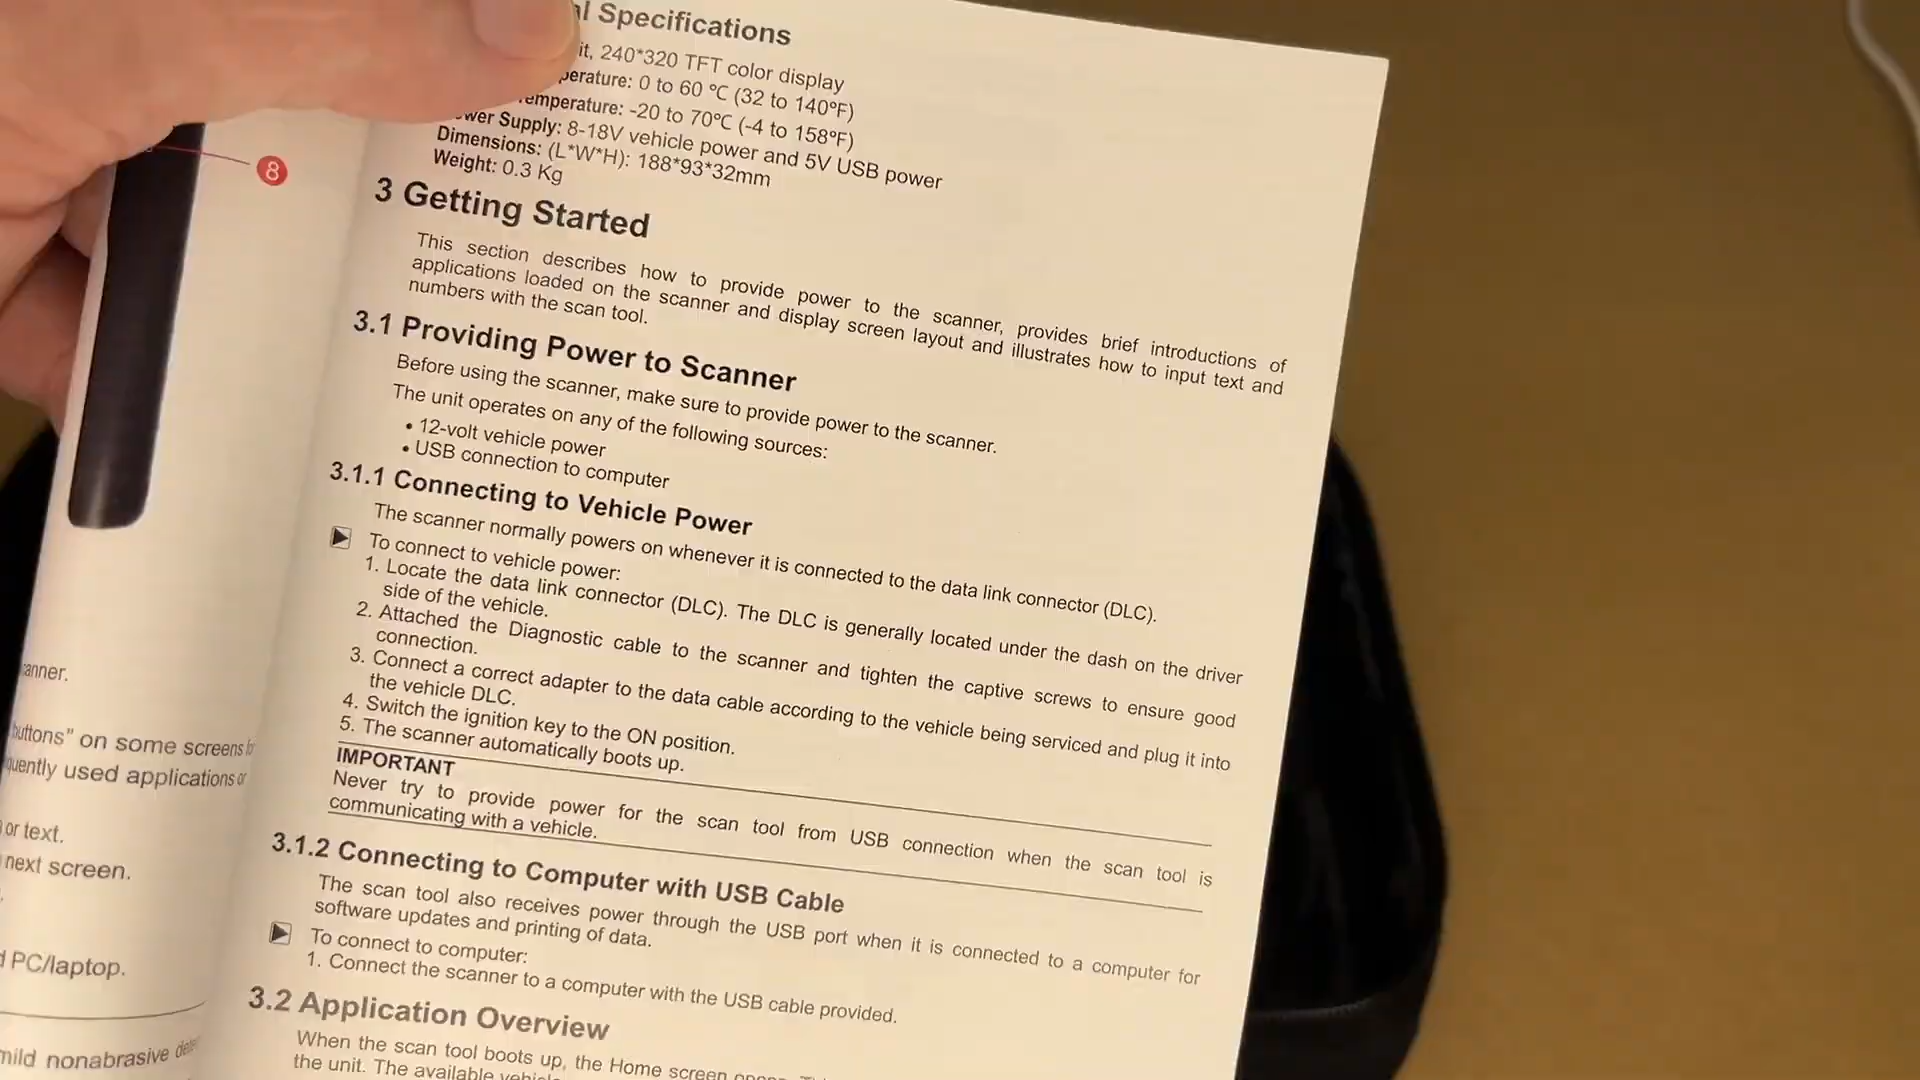 8
anner.
buttons” on some screens
quently used applications or
or text.
next screen.
PC/laptop.
mild nonabrasive
al Specifications
it, 240*320 TFT color display
perature: 0 to 60 ℃ (32 to 140ºF)
emperature: -20 to 70℃ (-4 to 158ºF)
ower Supply: 8-18V vehicle power and 5V USB power
Dimensions: (L*W*H): 188*93*32mm
Weight: 0.3 Kg
3 Getting Started
This section describes how to provide power to the scanner, provides brief introductions of
applications loaded on the scanner and display screen layout and illustrates how to input text and
numbers with the scan tool.
3.1 Providing Power to Scanner
Before using the scanner, make sure to provide power to the scanner.
The unit operates on any of the following sources:
• 12-volt vehicle power
• USB connection to computer
3.1.1 Connecting to Vehicle Power
The scanner normally powers on whenever it is connected to the data link connector (DLC).
To connect to vehicle power:
1. Locate the data link connector (DLC). The DLC is generally located under the dash on the driver
side of the vehicle.
2. Attached the Diagnostic cable to the scanner and tighten the captive screws to ensure good
connection.
3. Connect a correct adapter to the data cable according to the vehicle being serviced and plug it into
the vehicle DLC.
4. Switch the ignition key to the ON position.
5. The scanner automatically boots up.
IMPORTANT
Never try to provide power for the scan tool from USB connection when the scan tool is
communicating with a vehicle.
3.1.2 Connecting to Computer with USB Cable
The scan tool also receives power through the USB port when it is connected to a computer for
software updates and printing of data.
To connect to computer:
1. Connect the scanner to a computer with the USB cable provided.
3.2 Application Overview
When the scan tool boots up, the Home screen
the unit. The available